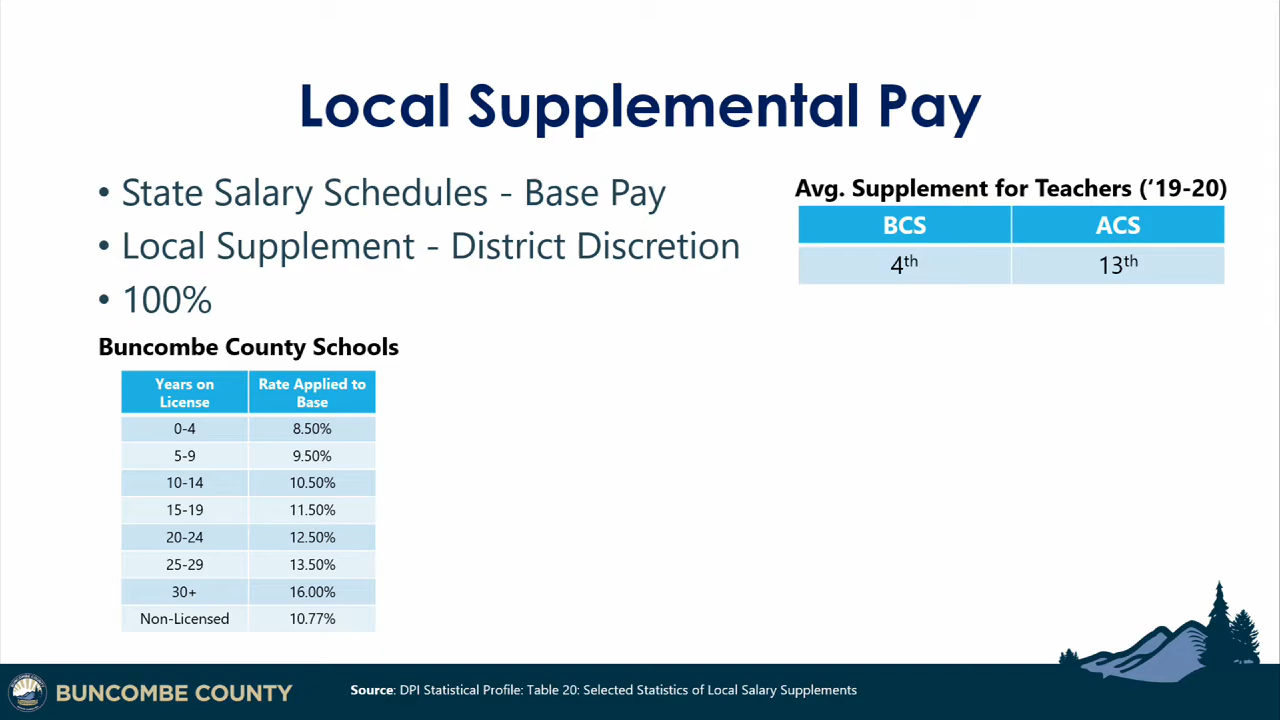 Local Supplemental Pay
• State Salary Schedules - Base Pay
• Local Supplement - District Discretion
• 100%
Avg. Supplement for Teachers (‘19-20)
BCS ACS
4th 13th
Buncombe County Schools
Years on License Rate Applied to Base
0-4 8.50%
5-9 9.50%
10-14 10.50%
15-19 11.50%
20-24 12.50%
25-29 13.50%
30+ 16.00%
Non-Licensed 10.77%
BUNCOMBE COUNTY
Source: DPI Statistical Profile: Table 20: Selected Statistics of Local Salary Supplements